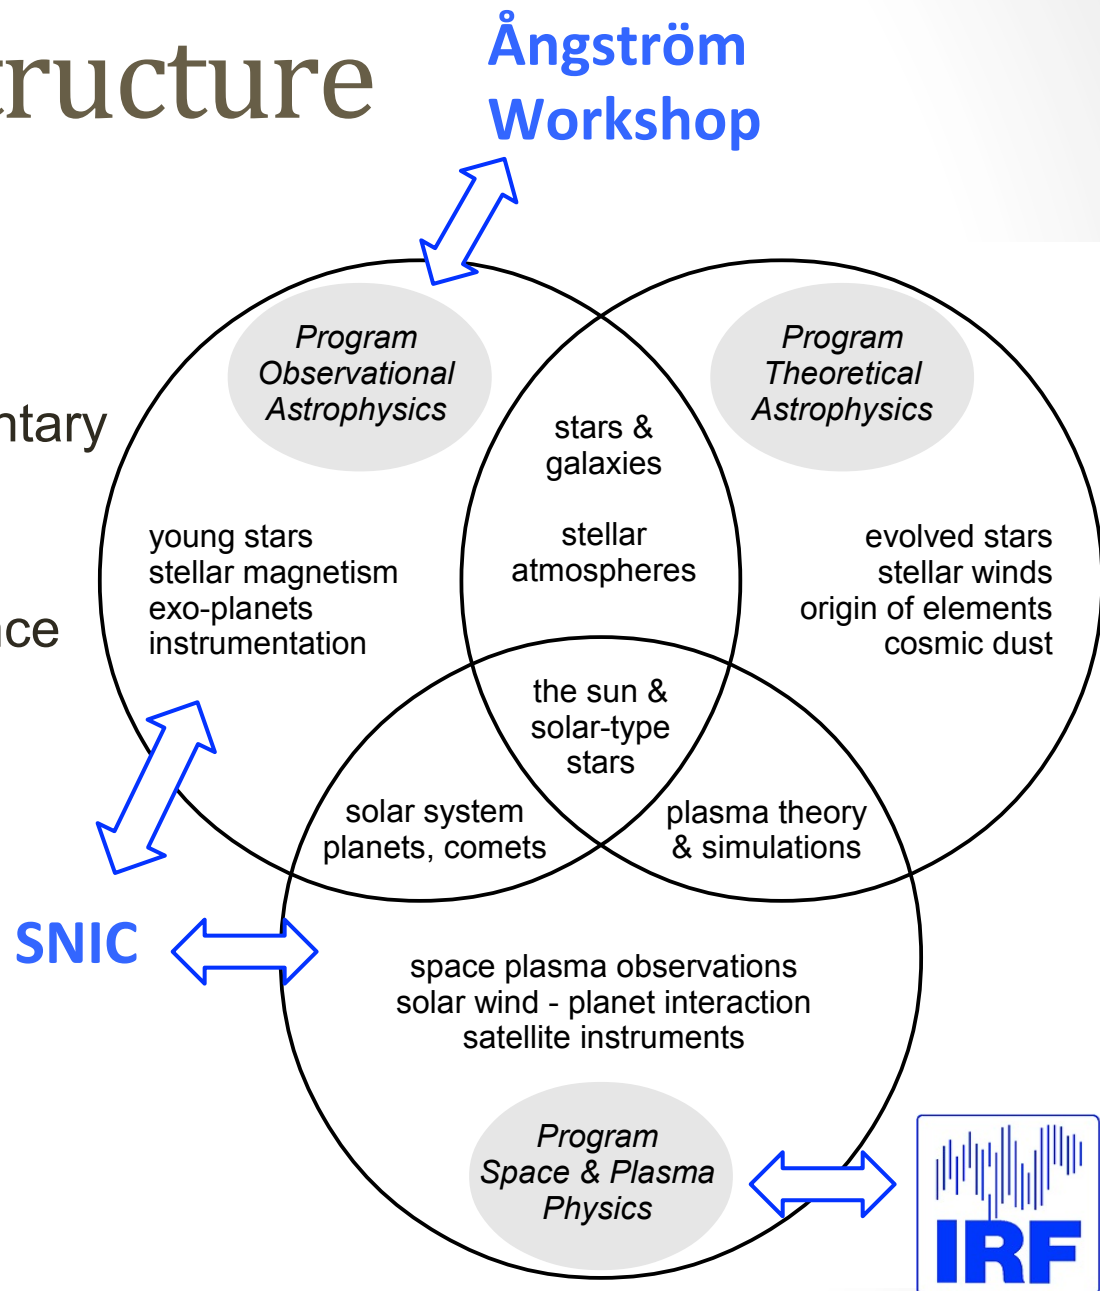 tructure
Ångström
Workshop
Program
Observational
Astrophysics
Program
Theoretical
Astrophysics
ntary
stars &
galaxies
young stars
stellar magnetism
exo-planets
instrumentation
stellar
atmospheres
evolved stars
stellar winds
origin of elements
cosmic dust
nce
the sun &
solar-type
stars
solar system
planets, comets
plasma theory
& simulations
SNIC
space plasma observations
solar wind - planet interaction
satellite instruments
Program
Space & Plasma
Physics
IRF